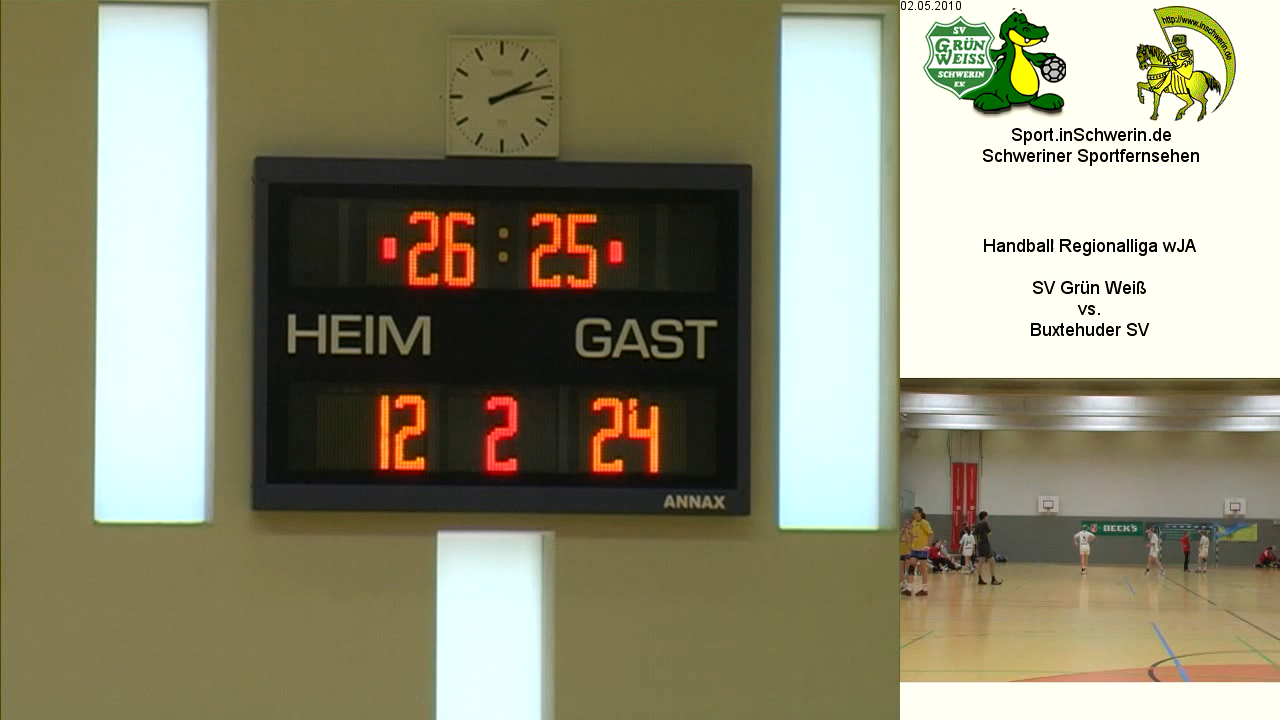 26 : 25
HEIM GAST
12 2 24
ANNAX
02.05.2010
SV
GRÜN
WEISS
SCHWERIN
E.V.
http://www.inschwerin.de
Sport.inSchwerin.de
Schweriner Sportfernsehen
Handball Regionalliga wJA
SV Grün Weiß
vs.
Buxtehuder SV
BECK'S